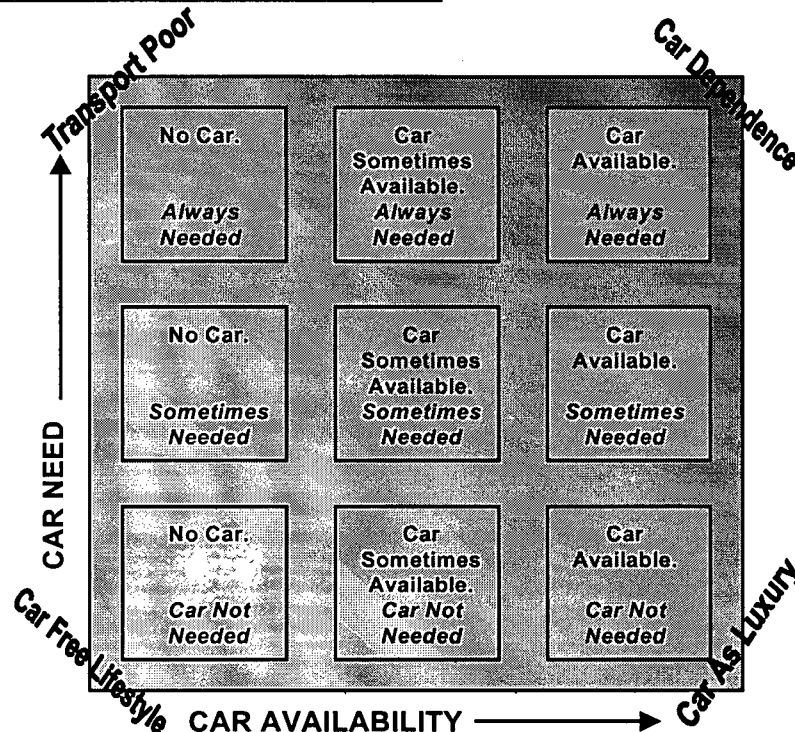 Transport Poor
Car Dependence
No Car.
Always
Needed
Car
Sometimes
Available.
Always
Needed
Car
Available.
Always
Needed
No Car.
Sometimes
Needed
Car
Sometimes
Available.
Sometimes
Needed
Car
Available.
Sometimes
Needed
No Car.
Car Not
Needed
Car
Sometimes
Available.
Car Not
Needed
Car
Available.
Car Not
Needed
CAR NEED
Car Free Lifestyle
CAR AVAILABILITY
Car As Luxury